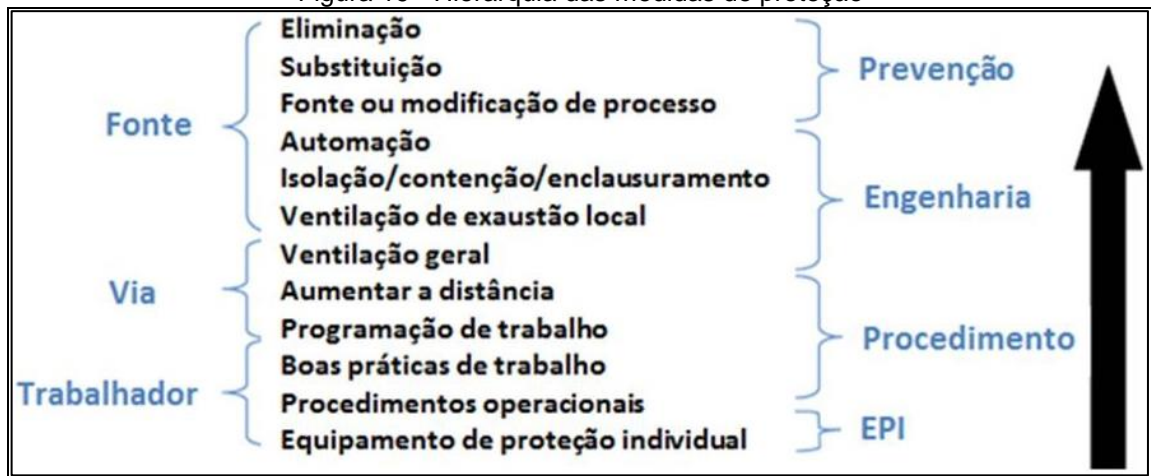 Eliminação
Substituição
Prevenção
Fonte ou modificação de processo
Fonte
Automação
Isolação/contenção/enclausuramento
Engenharia
Ventilação de exaustão local
Ventilação geral
Via
Aumentar a distância
Programação de trabalho
Procedimento
Boas práticas de trabalho
Trabalhador
Procedimentos operacionais
EPI
Equipamento de proteção individual